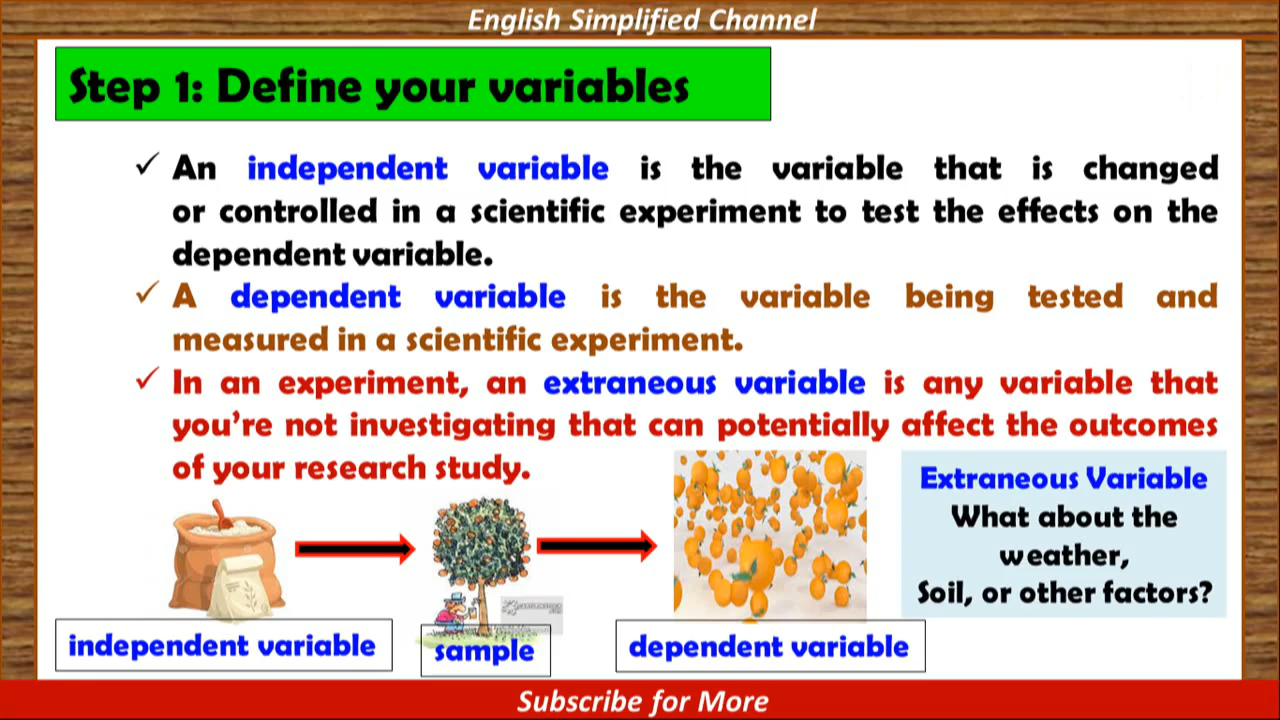 English Simplified Channel
Step 1: Define your variables
✓ An independent variable is the variable that is changed
or controlled in a scientific experiment to test the effects on the
dependent variable.
✓ A dependent variable is the variable being tested and
measured in a scientific experiment.
✓ In an experiment, an extraneous variable is any variable that
you're not investigating that can potentially affect the outcomes
of your research study.
Extraneous Variable
What about the
weather,
Soil, or other factors?
independent variable
sample
dependent variable
Subscribe for More